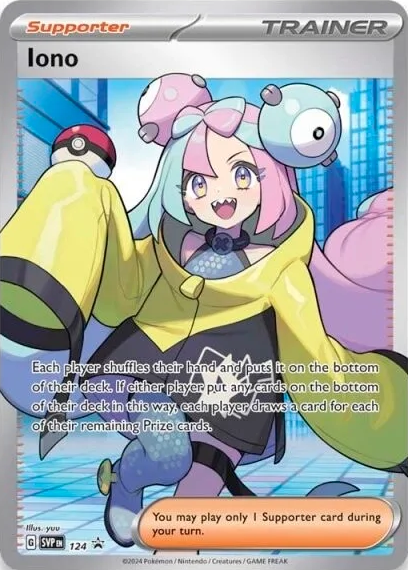 Supporter
TRAINER
Iono
Each player shuffles their hand and puts it on the bottom
of their deck. If either player put any cards on the bottom
of their deck in this way, each player draws a card for each
of their remaining Prize cards.
Illus. yuu
You may play only 1 Supporter card during
your turn.
G SVP EN 124
©2024 Pokémon / Nintendo / Creatures / GAME FREAK